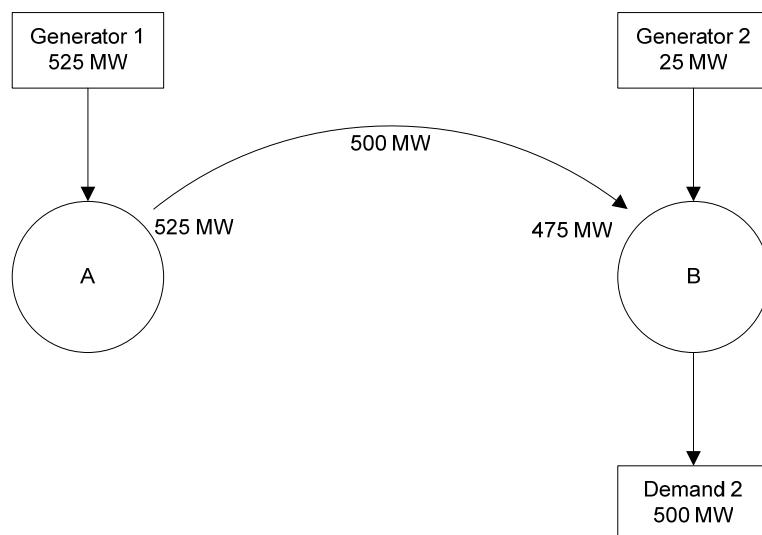 Generator 1
525 MW
Generator 2
25 MW
500 MW
525 MW
475 MW
A
B
Demand 2
500 MW